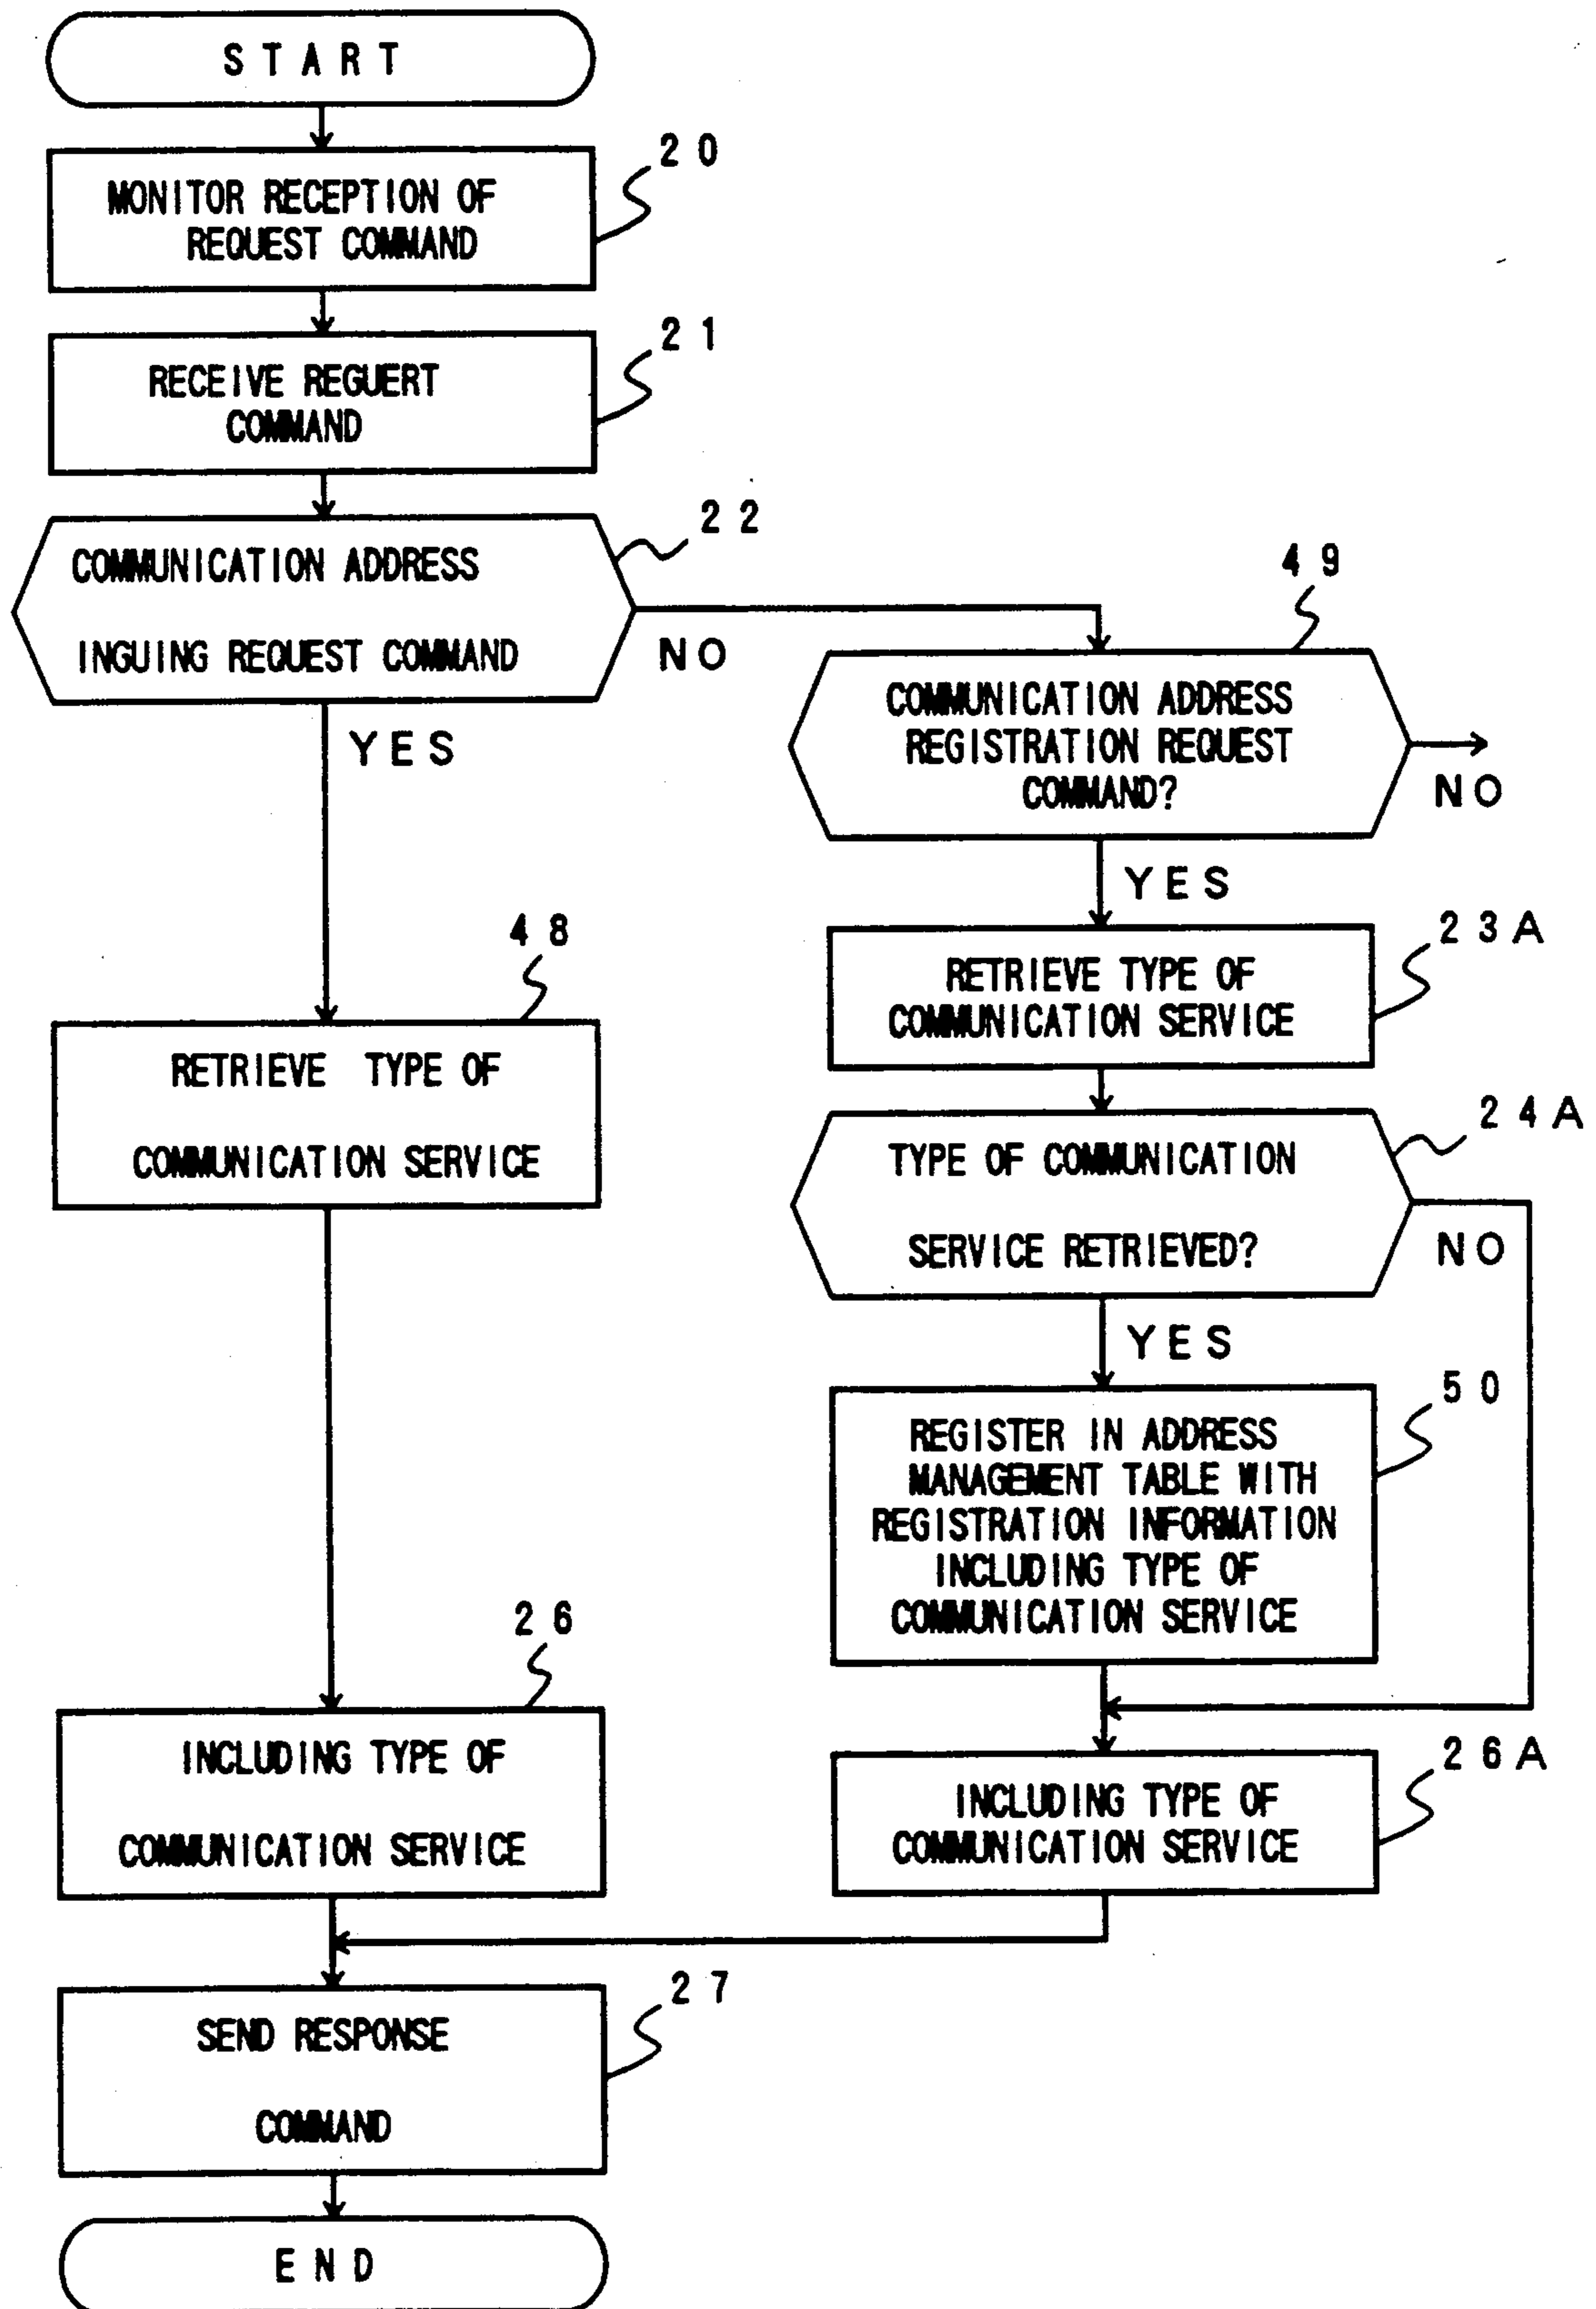 START
20
MONITOR RECEPTION OF
REQUEST COMMAND
21
RECEIVE REGUERT
COMMAND
22
COMMUNICATION ADDRESS
INGUING REQUEST COMMAND
NO
YES
49
COMMUNICATION ADDRESS
REGISTRATION REQUEST
COMMAND?
NO
YES
48
RETRIEVE TYPE OF
COMMUNICATION SERVICE
23A
RETRIEVE TYPE OF
COMMUNICATION SERVICE
24A
TYPE OF COMMUNICATION
SERVICE RETRIEVED?
NO
YES
50
REGISTER IN ADDRESS
MANAGEMENT TABLE WITH
REGISTRATION INFORMATION
INCLUDING TYPE OF
COMMUNICATION SERVICE
26
INCLUDING TYPE OF
COMMUNICATION SERVICE
26A
INCLUDING TYPE OF
COMMUNICATION SERVICE
27
SEND RESPONSE
COMMAND
END